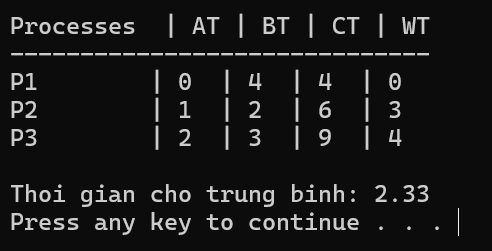 Processes | AT | BT | CT | WT
------------------------------
P1 | 0 | 4 | 4 | 0
P2 | 1 | 2 | 6 | 3
P3 | 2 | 3 | 9 | 4
Thoi gian cho trung binh: 2.33
Press any key to continue . . .